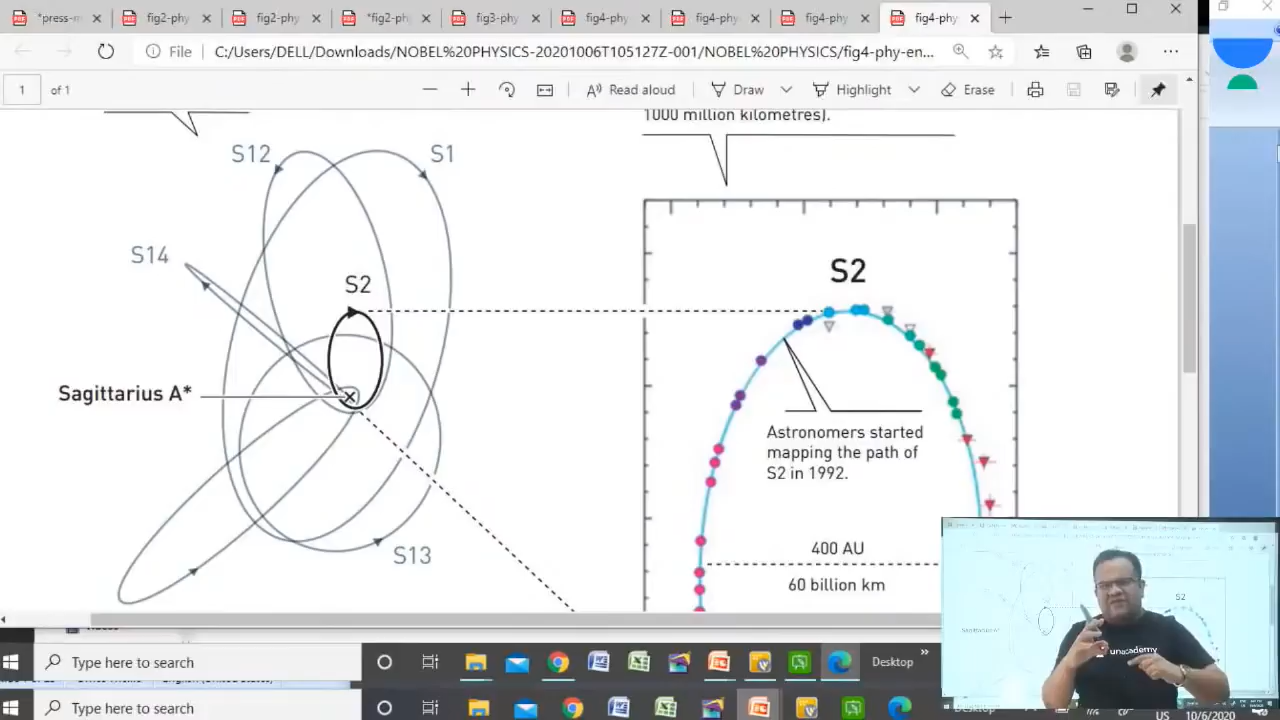 *press-m
fig2-phy
fig2-phy
*fig2-phy
fig3-phy
fig4-phy
fig4-phy
fig4-phy
fig4-phy
File
C:/Users/DELL/Downloads/NOBEL%20PHYSICS-20201006T105127Z-001/NOBEL%20PHYSICS/fig4-phy-en...
1 of 1
Read aloud
Draw
Highlight
Erase
1000 million kilometres).
S12
S1
S14
S2
S2
Sagittarius A*
Astronomers started
mapping the path of
S2 in 1992.
S13
400 AU
60 billion km
S2
unacademy
Type here to search
Desktop
Type here to search
10/6/2020